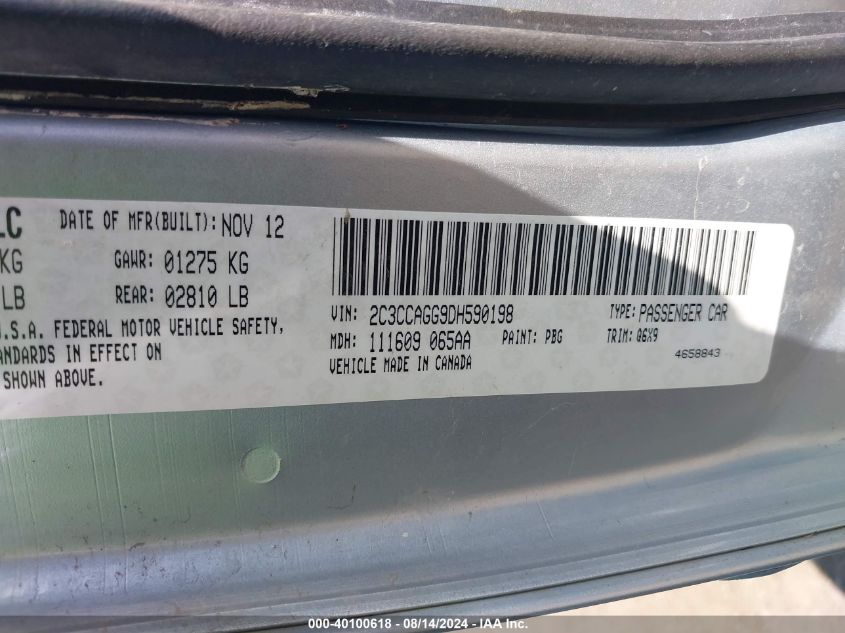 LC DATE OF MFR(BUILT): NOV 12
KG GAWR: 01275 KG
LB REAR: 02810 LB
U.S.A. FEDERAL MOTOR VEHICLE SAFETY,
ANDARDS IN EFFECT ON
SHOWN ABOVE.
VIN: 2C3CCAGG9DH590198 TYPE: PASSENGER CAR
MDH: 111609 065AA PAINT: PBG TRIM: Q6X9
VEHICLE MADE IN CANADA 4658843
000-40100618 - 08/14/2024 - IAA Inc.